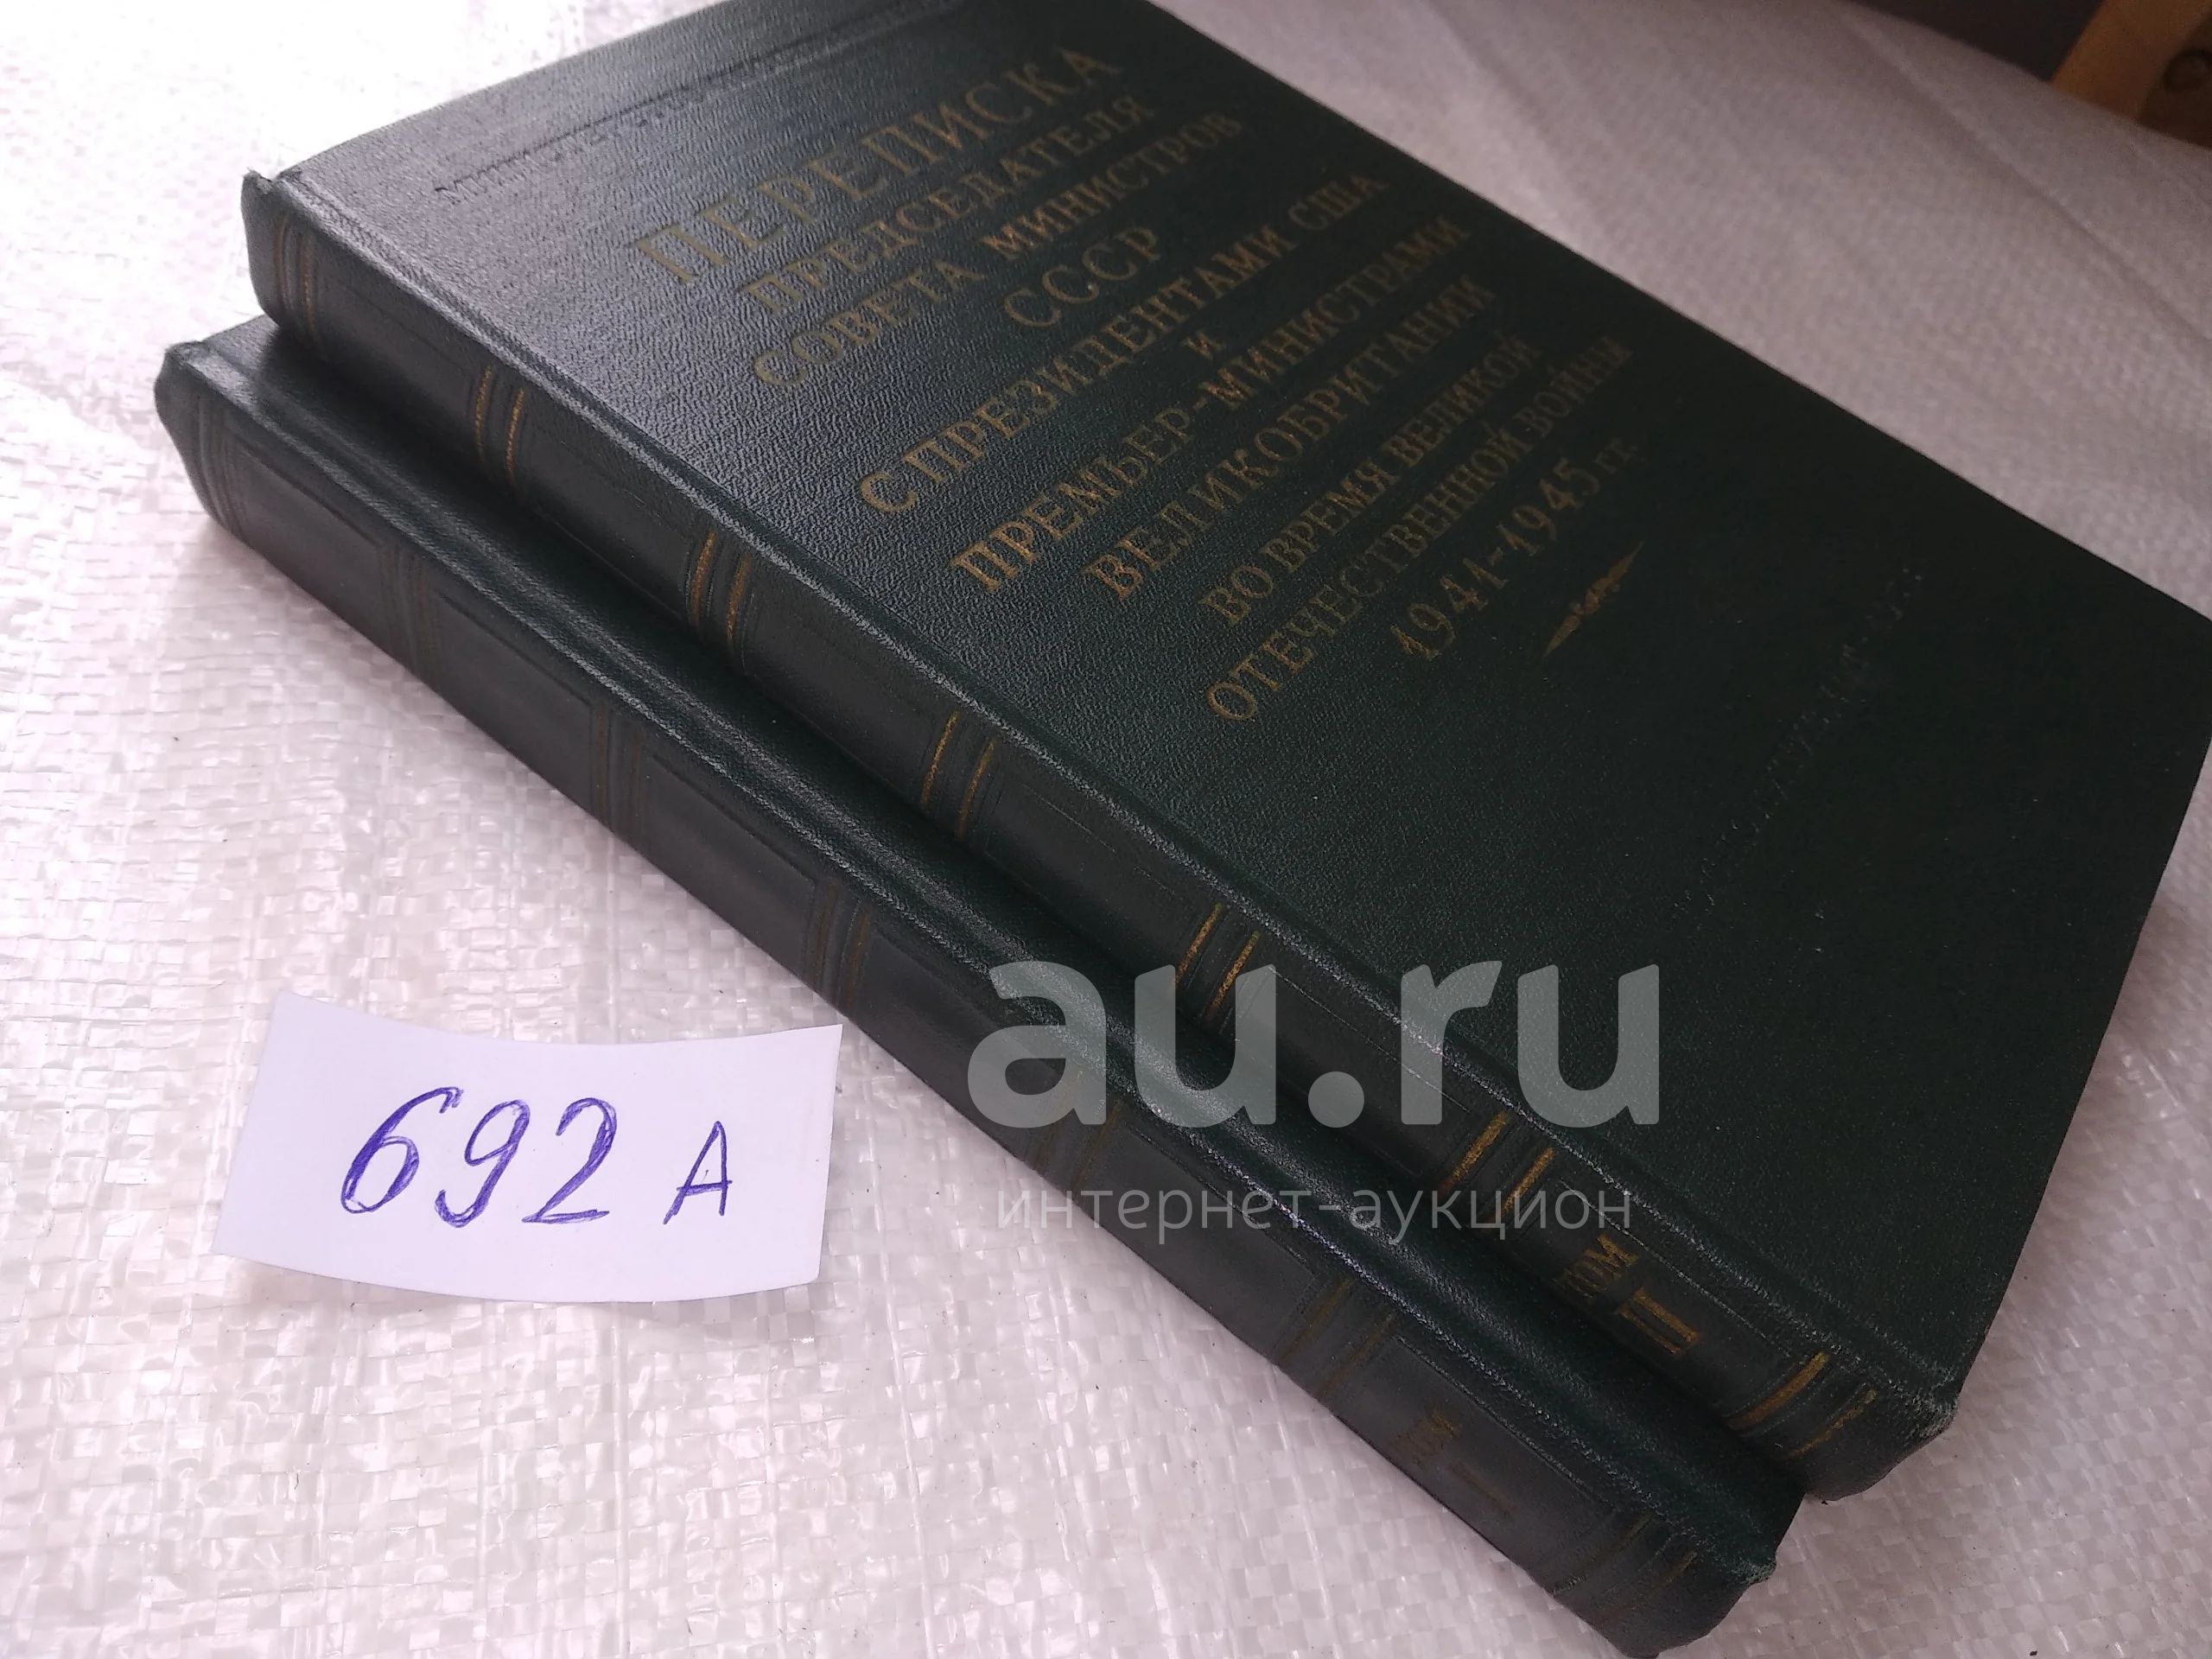 ПЕРЕПИСКА
ПРЕДСЕДАТЕЛЯ
СОВЕТА МИНИСТРОВ
СССР
С ПРЕЗИДЕНТАМИ США
И
ПРЕМЬЕР-МИНИСТРАМИ
ВЕЛИКОБРИТАНИИ
ВО ВРЕМЯ ВЕЛИКОЙ
ОТЕЧЕСТВЕННОЙ ВОЙНЫ
1941-1945 гг.
ТОМ
II
ТОМ
I
692 А
au.ru
интернет-аукцион